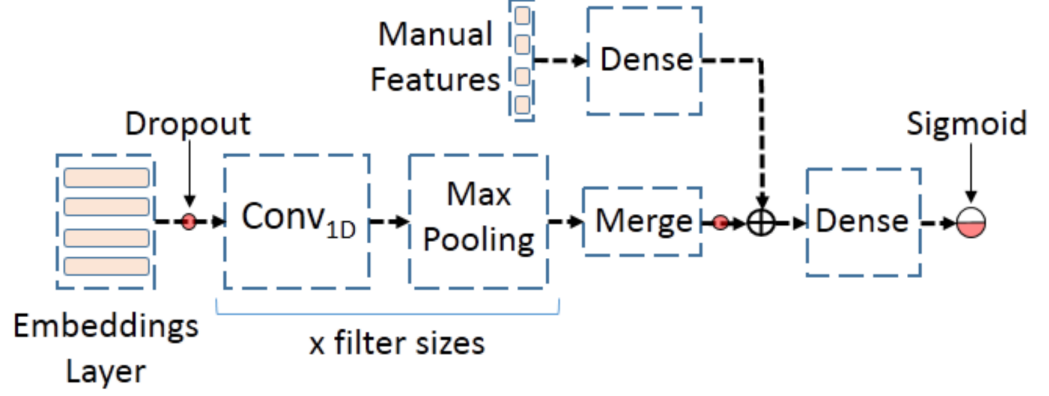 Manual
Features
Dense
Dropout
Sigmoid
Conv1D
Max
Pooling
Merge
Dense
Embeddings
Layer
x filter sizes